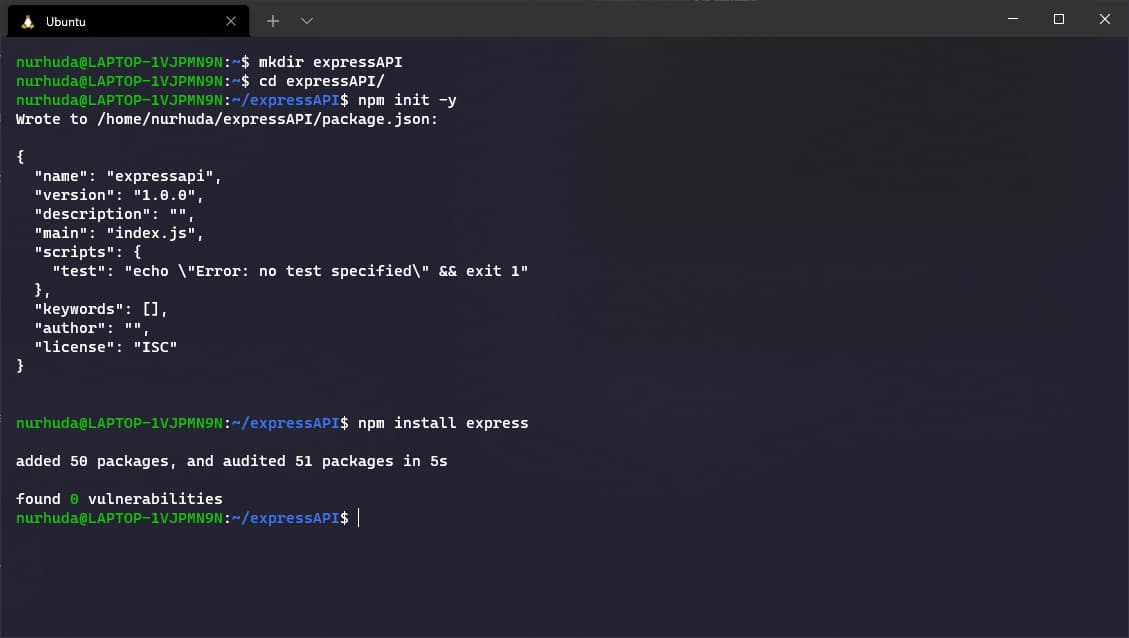 Ubuntu
nurhuda@LAPTOP-1VJPMN9N:~$ mkdir expressAPI
nurhuda@LAPTOP-1VJPMN9N:~$ cd expressAPI/
nurhuda@LAPTOP-1VJPMN9N:~/expressAPI$ npm init -y
Wrote to /home/nurhuda/expressAPI/package.json:
{
  "name": "expressapi",
  "version": "1.0.0",
  "description": "",
  "main": "index.js",
  "scripts": {
    "test": "echo \"Error: no test specified\" && exit 1"
  },
  "keywords": [],
  "author": "",
  "license": "ISC"
}
nurhuda@LAPTOP-1VJPMN9N:~/expressAPI$ npm install express
added 50 packages, and audited 51 packages in 5s
found 0 vulnerabilities
nurhuda@LAPTOP-1VJPMN9N:~/expressAPI$